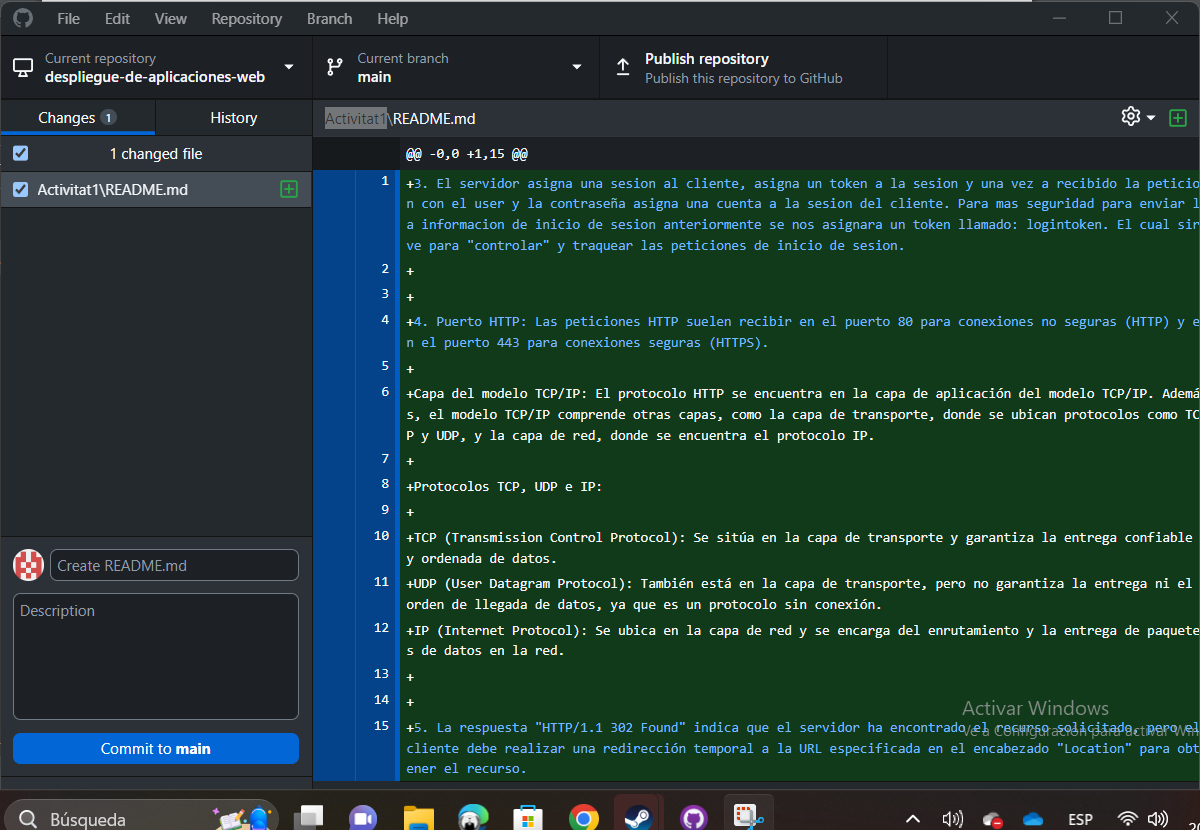 File Edit View Repository Branch Help
Current repository
despliegue-de-aplicaciones-web
Current branch
main
Publish repository
Publish this repository to GitHub
Changes 1
History
Activitat1\README.md
1 changed file
Activitat1\README.md
@@ -0,0 +1,15 @@
1 +3. El servidor asigna una sesion al cliente, asigna un token a la sesion y una vez a recibido la peticio
n con el user y la contraseña asigna una cuenta a la sesion del cliente. Para mas seguridad para enviar l
a informacion de inicio de sesion anteriormente se nos asignara un token llamado: logintoken. El cual sir
ve para "controlar" y traquear las peticiones de inicio de sesion.
2 +
3 +
4 +4. Puerto HTTP: Las peticiones HTTP suelen recibir en el puerto 80 para conexiones no seguras (HTTP) y e
n el puerto 443 para conexiones seguras (HTTPS).
5 +
6 +Capa del modelo TCP/IP: El protocolo HTTP se encuentra en la capa de aplicación del modelo TCP/IP. Ademá
s, el modelo TCP/IP comprende otras capas, como la capa de transporte, donde se ubican protocolos como TC
P y UDP, y la capa de red, donde se encuentra el protocolo IP.
7 +
8 +Protocolos TCP, UDP e IP:
9 +
10 +TCP (Transmission Control Protocol): Se sitúa en la capa de transporte y garantiza la entrega confiable
y ordenada de datos.
11 +UDP (User Datagram Protocol): También está en la capa de transporte, pero no garantiza la entrega ni el
orden de llegada de datos, ya que es un protocolo sin conexión.
12 +IP (Internet Protocol): Se ubica en la capa de red y se encarga del enrutamiento y la entrega de paquete
s de datos en la red.
13 +
14 +
15 +5. La respuesta "HTTP/1.1 302 Found" indica que el servidor ha encontrado el recurso solicitado, pero el
cliente debe realizar una redirección temporal a la URL especificada en el encabezado "Location" para obt
ener el recurso.
Create README.md
Description
Commit to main
Activar Windows
Ve a Configuración para activar Win
Búsqueda
ESP